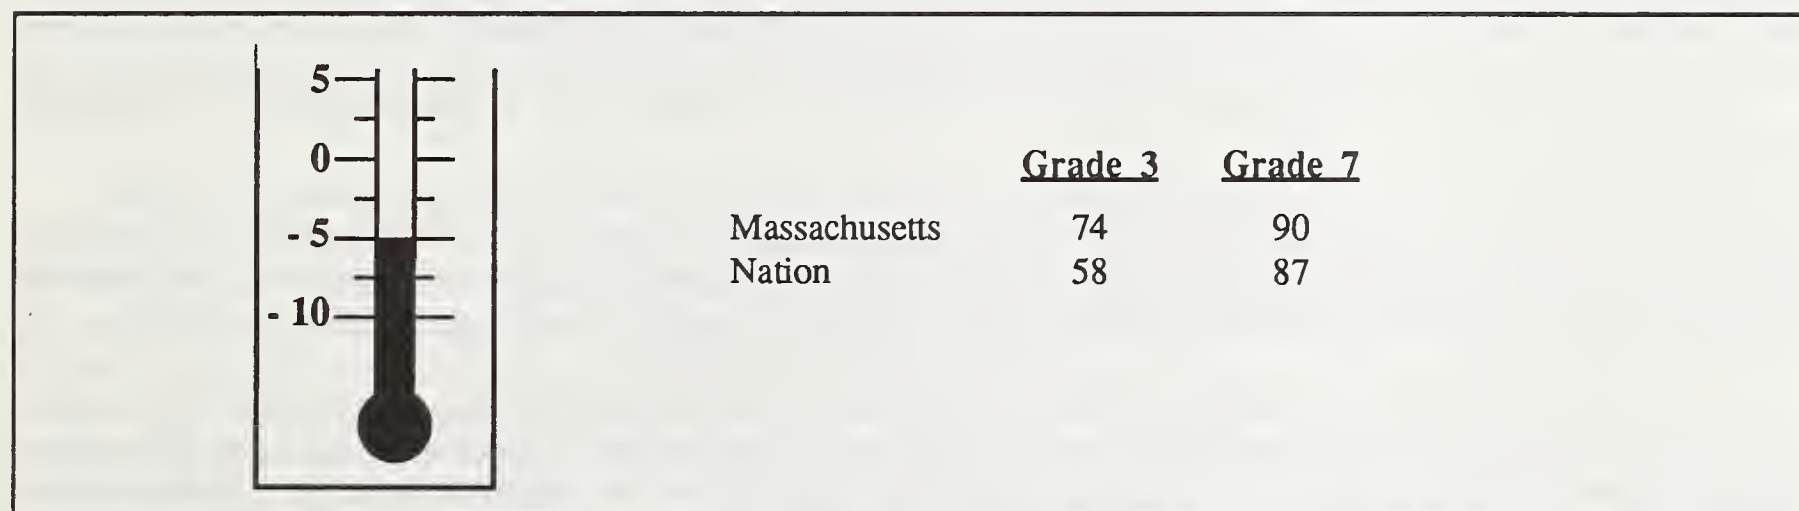 5
0
- 5
- 10
Grade 3 Grade 7
Massachusetts 74 90
Nation 58 87